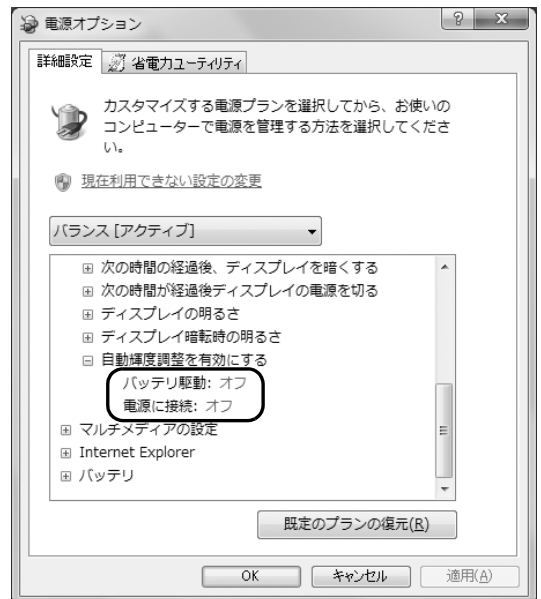 電源オプション
詳細設定
省電力ユーティリティ
カスタマイズする電源プランを選択してから、お使いの
コンピューターで電源を管理する方法を選択してくださ
い。
現在利用できない設定の変更
バランス [アクティブ]
次の時間の経過後、ディスプレイを暗くする
次の時間が経過後ディスプレイの電源を切る
ディスプレイの明るさ
ディスプレイ暗転時の明るさ
自動輝度調整を有効にする
バッテリ駆動: オフ
電源に接続: オフ
マルチメディアの設定
Internet Explorer
バッテリ
既定のプランの復元(R)
OK
キャンセル
適用(A)